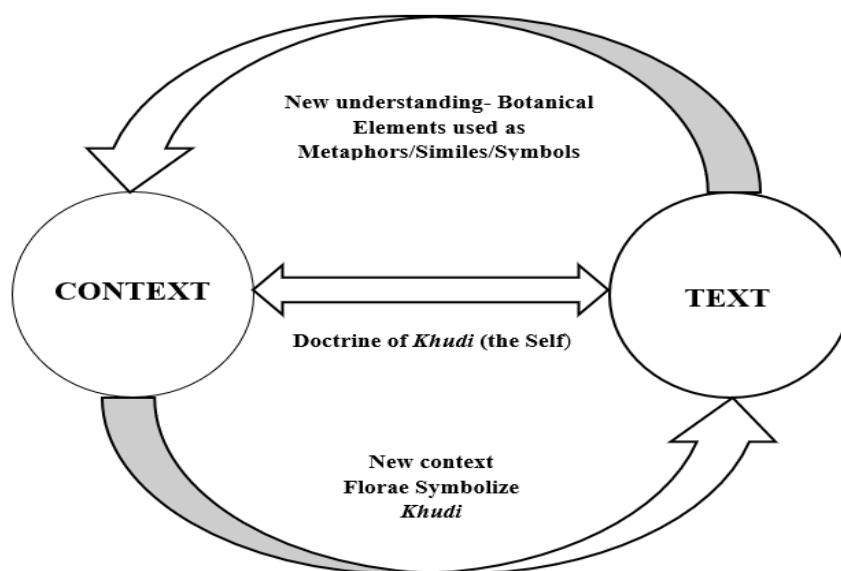 New understanding- Botanical
Elements used as
Metaphors/Similes/Symbols
CONTEXT
TEXT
Doctrine of Khudi (the Self)
New context
Florae Symbolize
Khudi